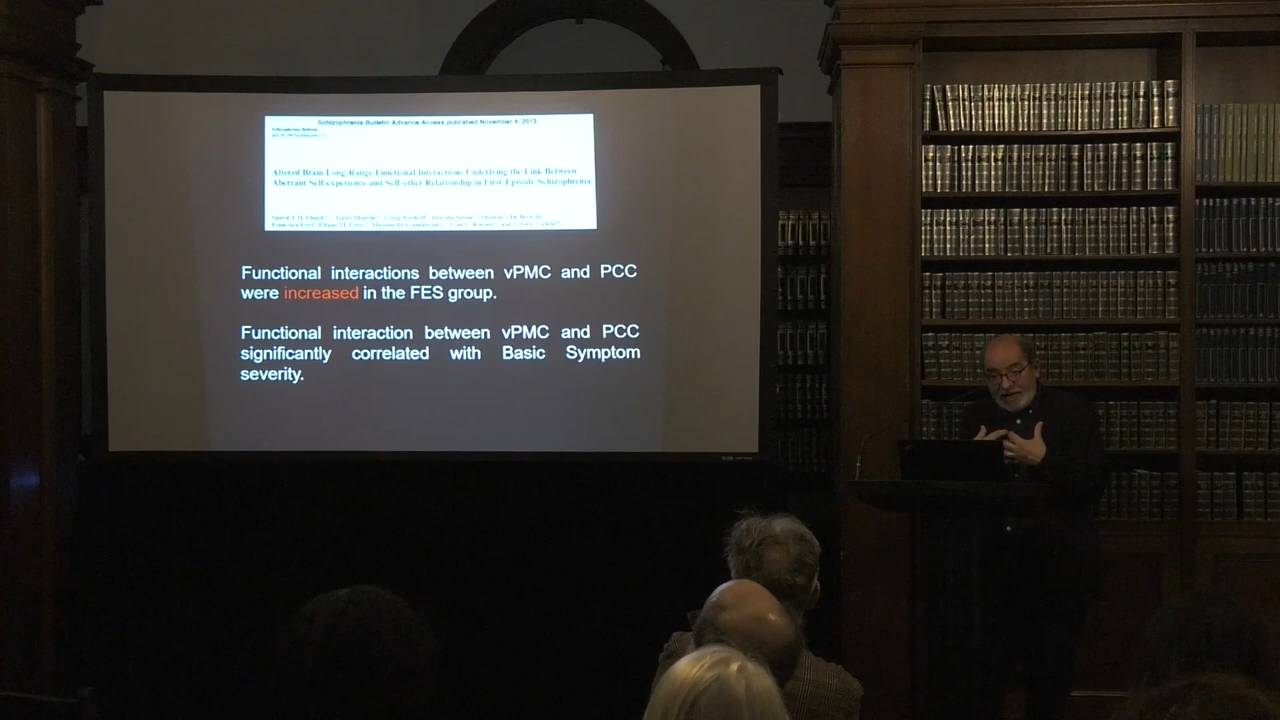 Schizophrenia Bulletin Advance Access published November 4, 2013
Schizophrenia Bulletin
Altered Brain Long-Range Functional Interactions Underlying the Link Between
Aberrant Self-experience and Self-other Relationship in First-Episode Schizophrenia
Functional interactions between vPMC and PCC
were increased in the FES group.
Functional interaction between vPMC and PCC
significantly correlated with Basic Symptom
severity.